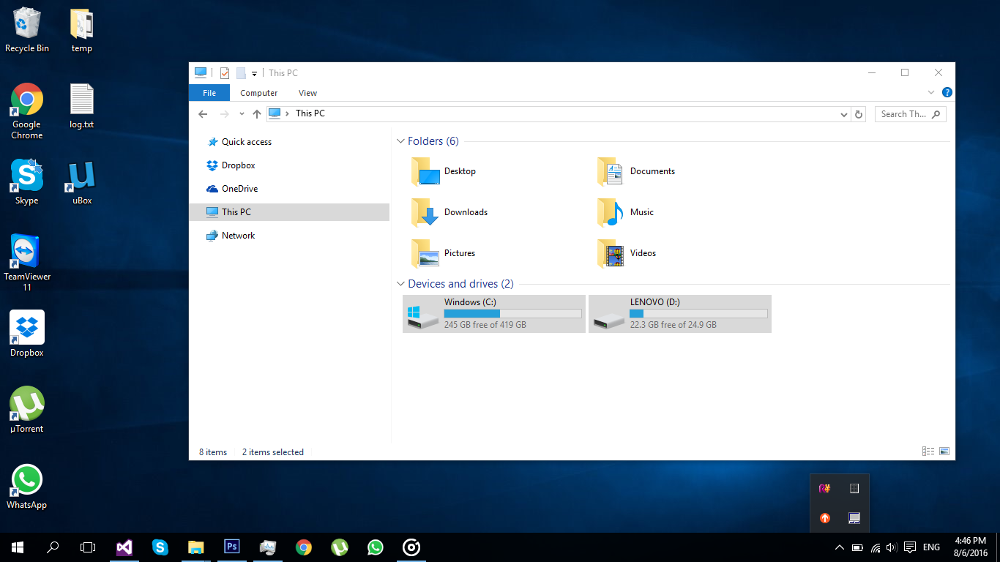 Recycle Bin
temp
Google
Chrome
log.txt
Skype
uBox
TeamViewer
11
Dropbox
µTorrent
WhatsApp
This PC
File
Computer
View
This PC
Search Th...
Quick access
Dropbox
OneDrive
This PC
Network
Folders (6)
Desktop
Documents
Downloads
Music
Pictures
Videos
Devices and drives (2)
Windows (C:)
245 GB free of 419 GB
LENOVO (D:)
22.3 GB free of 24.9 GB
8 items
2 items selected
Ps
ENG
4:46 PM
8/6/2016